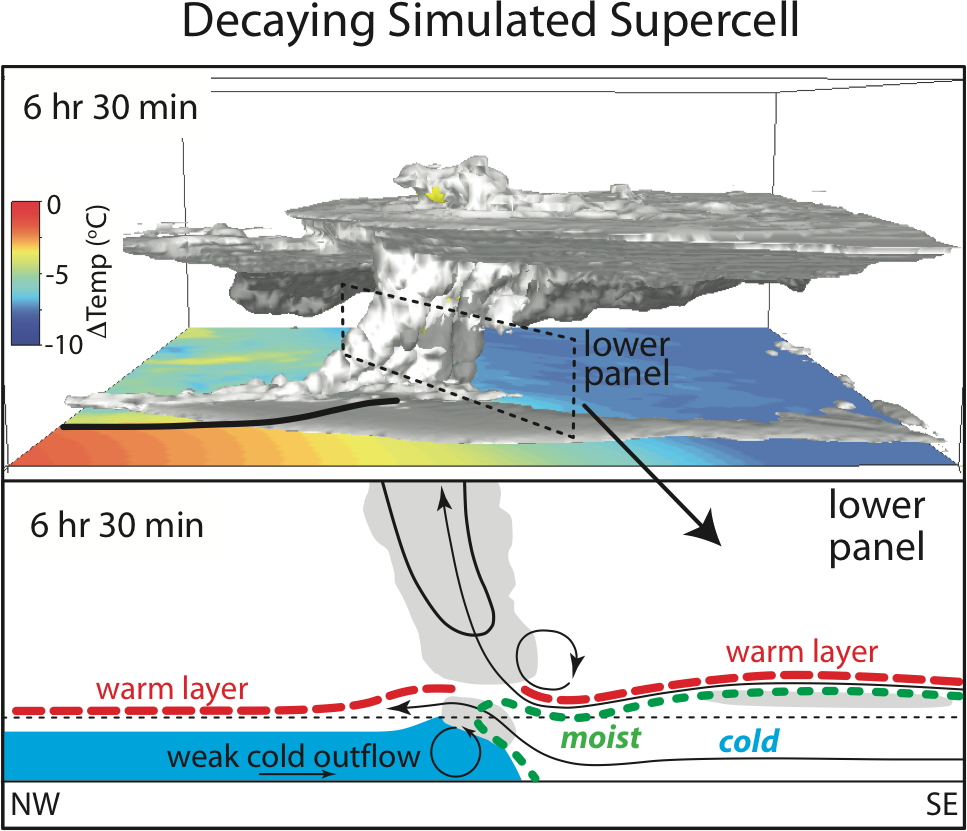 Decaying Simulated Supercell
6 hr 30 min
0
-5
-10
ΔTemp (ºC)
lower
panel
6 hr 30 min
lower
panel
warm layer
warm layer
moist
cold
weak cold outflow
NW
SE